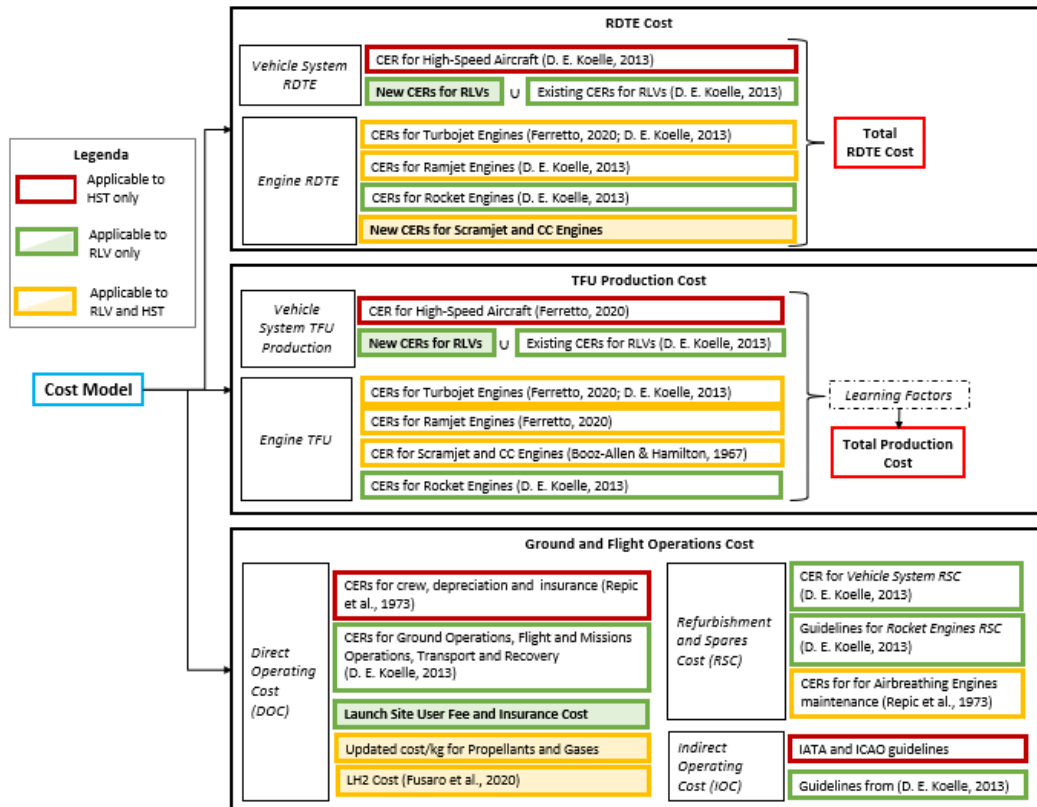 RDTE Cost
Vehicle System
RDTE
CER for High-Speed Aircraft (D. E. Koelle, 2013)
New CERs for RLVs ∪ Existing CERs for RLVs (D. E. Koelle, 2013)
Engine RDTE
CERs for Turbojet Engines (Ferretto, 2020; D. E. Koelle, 2013)
CERs for Ramjet Engines (D. E. Koelle, 2013)
CERs for Rocket Engines (D. E. Koelle, 2013)
New CERs for Scramjet and CC Engines
Total
RDTE Cost
Legenda
Applicable to
HST only
Applicable to
RLV only
Applicable to
RLV and HST
Cost Model
TFU Production Cost
Vehicle
System TFU
Production
CER for High-Speed Aircraft (Ferretto, 2020)
New CERs for RLVs ∪ Existing CERs for RLVs (D. E. Koelle, 2013)
Engine TFU
CERs for Turbojet Engines (Ferretto, 2020; D. E. Koelle, 2013)
CERs for Ramjet Engines (Ferretto, 2020)
CER for Scramjet and CC Engines (Booz-Allen & Hamilton, 1967)
CERs for Rocket Engines (D. E. Koelle, 2013)
Learning Factors
Total Production
Cost
Ground and Flight Operations Cost
Direct
Operating
Cost
(DOC)
CERs for crew, depreciation and insurance (Repic
et al., 1973)
CERs for Ground Operations, Flight and Missions
Operations, Transport and Recovery
(D. E. Koelle, 2013)
Launch Site User Fee and Insurance Cost
Updated cost/kg for Propellants and Gases
LH2 Cost (Fusaro et al., 2020)
Refurbishment
and Spares
Cost (RSC)
CER for Vehicle System RSC
(D. E. Koelle, 2013)
Guidelines for Rocket Engines RSC
(D. E. Koelle, 2013)
CERs for for Airbreathing Engines
maintenance (Repic et al., 1973)
Indirect
Operating
Cost (IOC)
IATA and ICAO guidelines
Guidelines from (D. E. Koelle, 2013)